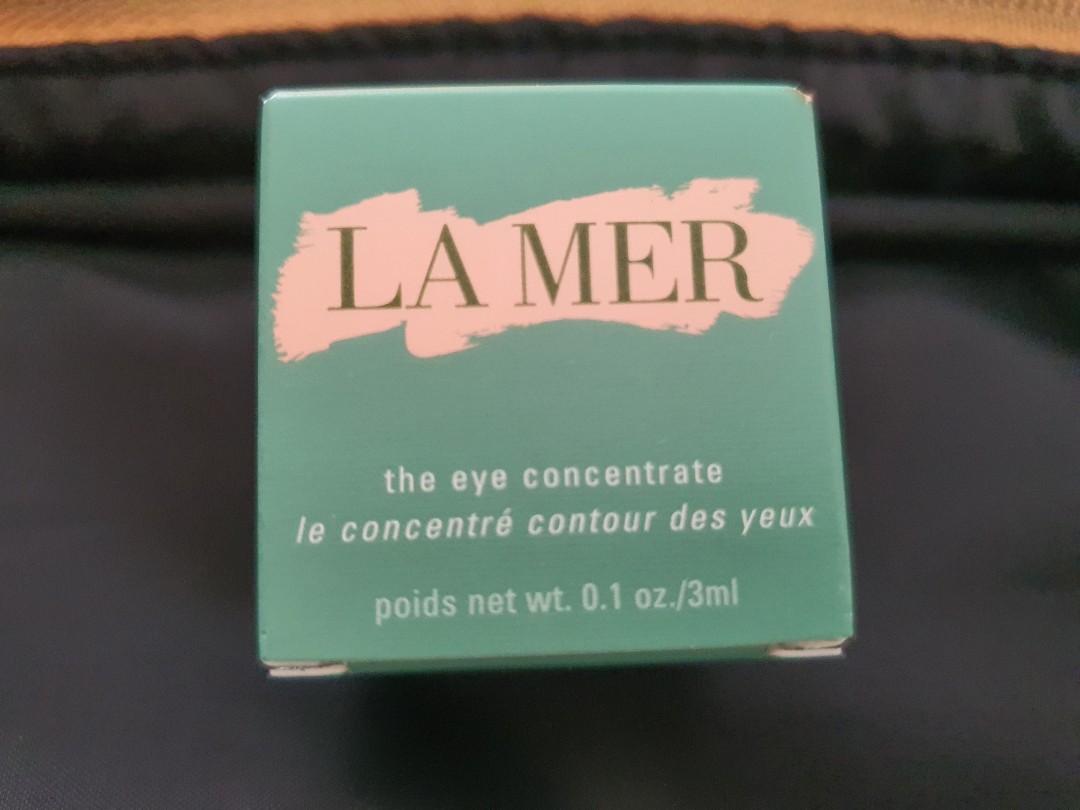 LA MER
the eye concentrate
le concentré contour des yeux
poids net wt. 0.1 oz./3ml